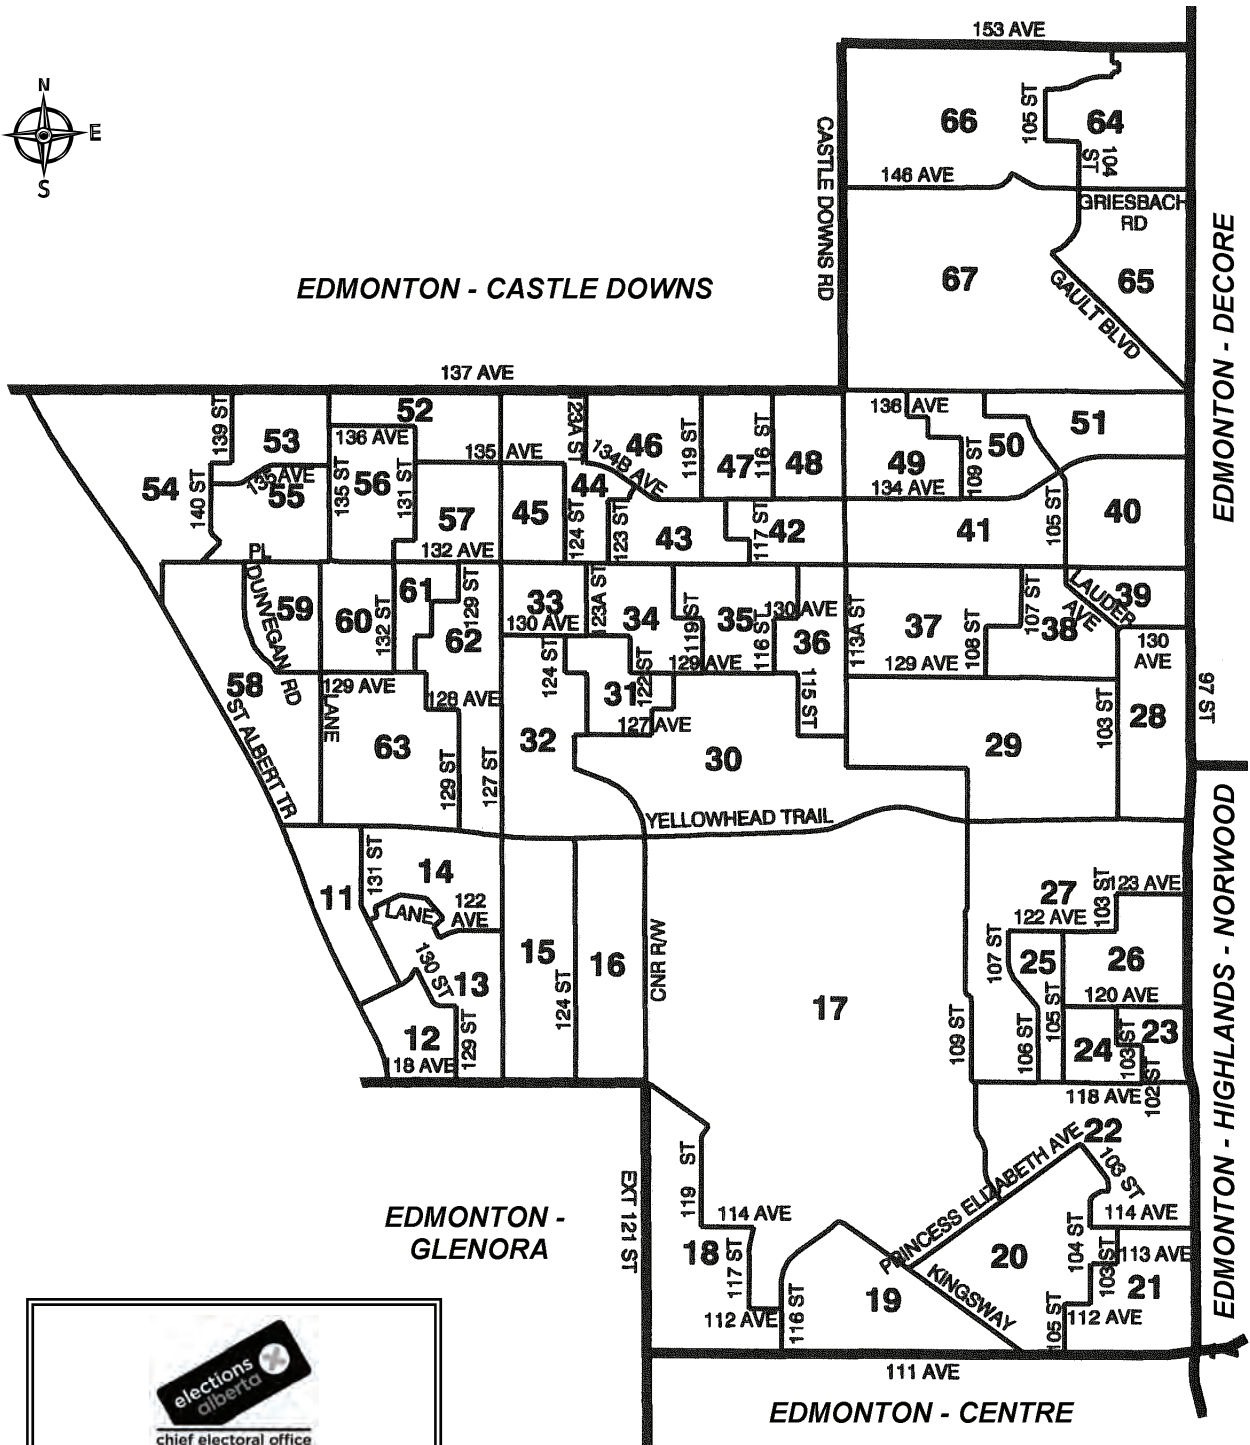 153 AVE
N
E
S
66
105 ST
64
104 ST
CASTLE DOWNS RD
146 AVE
GRIESBACH
RD
EDMONTON - DECORE
67
65
GAULT BLVD
EDMONTON - CASTLE DOWNS
137 AVE
139 ST
52
53
136 AVE
135 AVE
23A ST
46
134B AVE
119 ST
47
116 ST
48
136 AVE
49
109 ST
50
51
54
140 ST
135 AVE
55
135 ST
56
131 ST
57
45
44
124 ST
123 ST
43
117 ST
42
134 AVE
41
105 ST
40
PL
132 AVE
DUNVEGAN RD
59
60
132 ST
61
129 ST
62
33
130 AVE
123A ST
34
119 ST
35
130 AVE
116 ST
36
113A ST
37
108 ST
107 ST
38
LAUDER AVE
39
130
AVE
129 AVE
58
129 AVE
128 AVE
124 ST
31
122 ST
127 AVE
129 AVE
115 ST
103 ST
28
97 ST
ST ALBERT TR
LANE
63
129 ST
127 ST
32
30
29
YELLOWHEAD TRAIL
11
131 ST
14
LANE
122
AVE
130 ST
13
12
118 AVE
129 ST
15
124 ST
16
CNR R/W
17
109 ST
27
103 ST
123 AVE
122 AVE
107 ST
25
26
120 AVE
106 ST
105 ST
24
103 ST
23
102 ST
118 AVE
EDMONTON - HIGHLANDS - NORWOOD
22
PRINCESS ELIZABETH AVE
103 ST
114 AVE
EXT 121 ST
119 ST
114 AVE
18
117 ST
112 AVE
116 ST
19
KINGSWAY
20
104 ST
103 ST
113 AVE
21
112 AVE
105 ST
111 AVE
EDMONTON -
GLENORA
EDMONTON - CENTRE
elections
alberta
chief electoral office